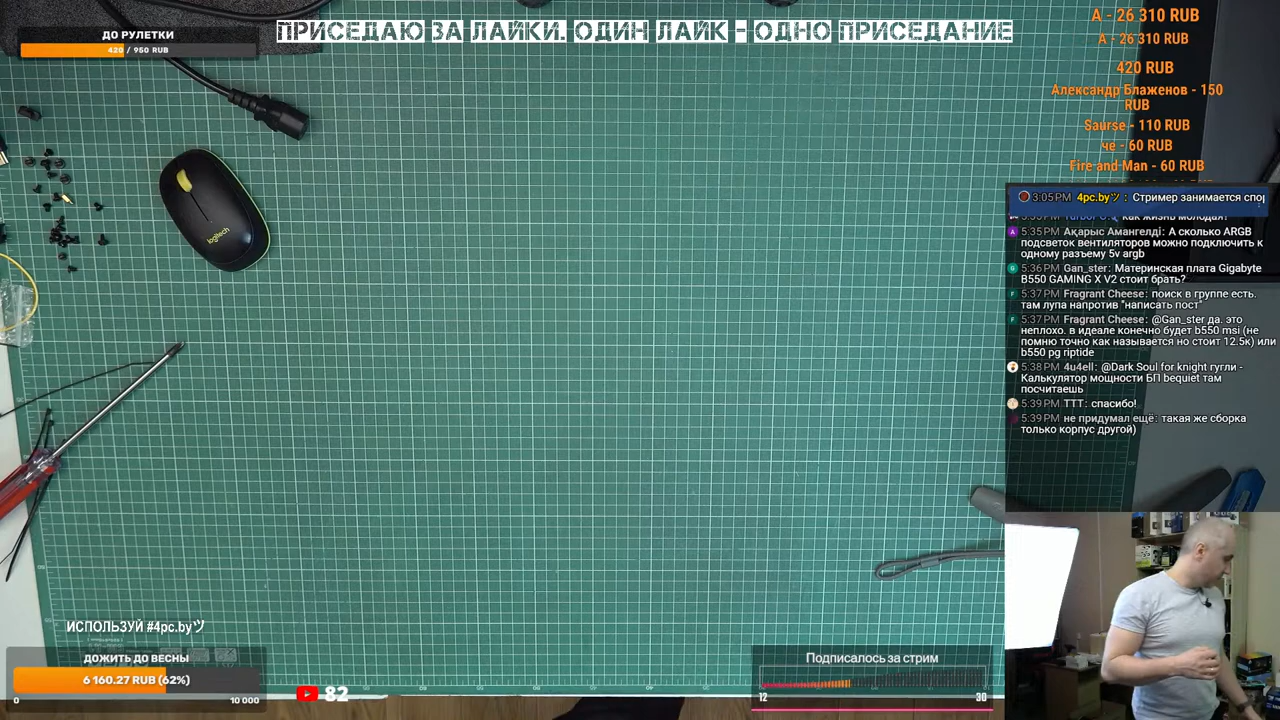 ПРИСЕДАЮ ЗА ЛАЙКИ. ОДИН ЛАЙК - ОДНО ПРИСЕДАНИЕ
ДО РУЛЕТКИ
420 / 950 RUB
А - 26 310 RUB
А - 26 310 RUB
420 RUB
Александр Блаженов - 150
RUB
Saurse - 110 RUB
че - 60 RUB
Fire and Man - 60 RUB
3:05 PM 4pc.byツ : Стример занимается
как жизнь молодая?
5:35 PM Ақарыс Амангелді: А сколько ARGB
подсветок вентиляторов можно подключить к
одному разъему 5v argb
5:36 PM Gan_ster: Материнская плата Gigabyte
B550 GAMING X V2 стоит брать?
5:37 PM Fragrant Cheese: поиск в группе есть.
там лупа напротив "написать пост"
5:37 PM Fragrant Cheese: @Gan_ster да. это
неплохо. в идеале конечно будет b550 msi (не
помню точно как называется но стоит 12.5к) или
b550 pg riptide
5:38 PM 4u4ell: @Dark Soul for knight гугли -
Калькулятор мощности БП bequiet там
посчитаешь
5:39 PM ТТТ: спасибо!
5:39 PM не придумал ещё: такая же сборка
только корпус другой)
logitech
ИСПОЛЬЗУЙ #4pc.byツ
ДОЖИТЬ ДО ВЕСНЫ
6 160.27 RUB (62%)
0 10 000
82
Подписалось за стрим
12 30